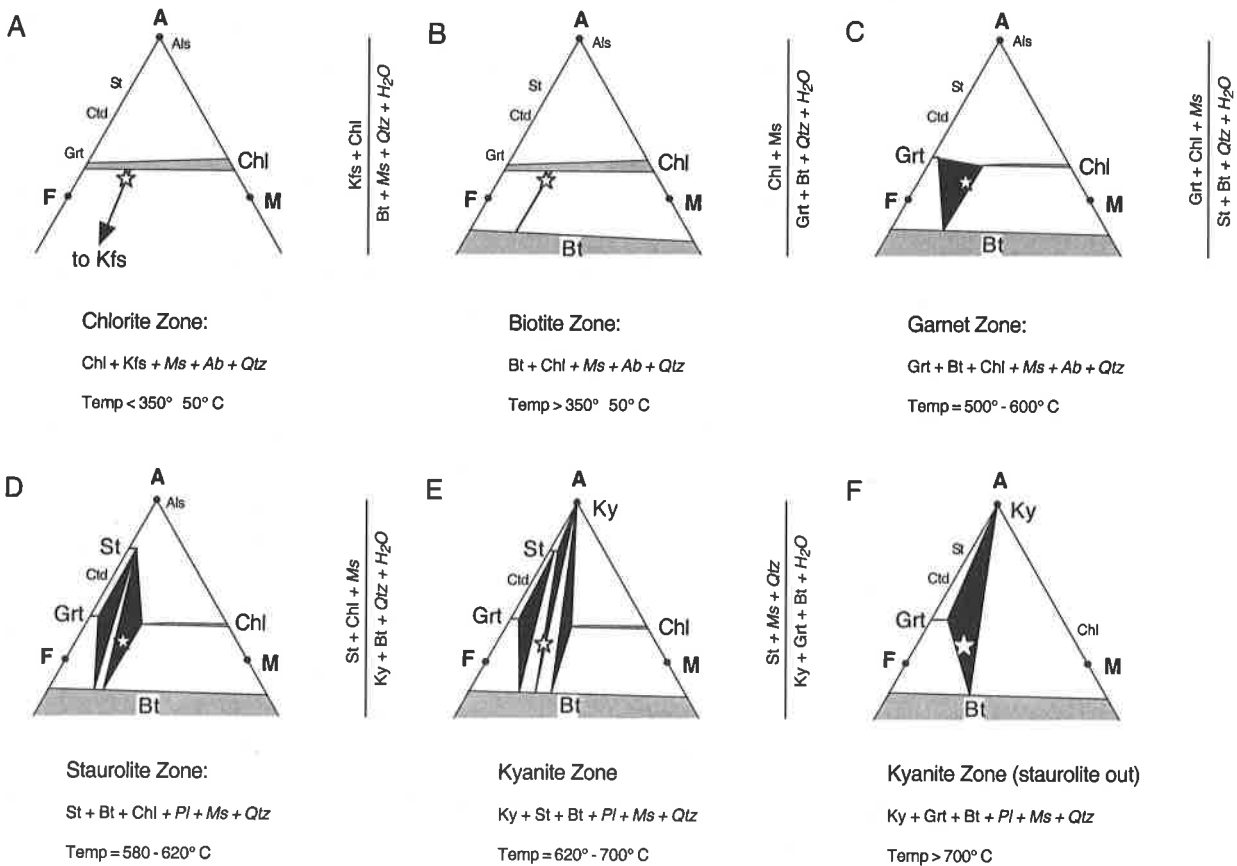 A
A
Als
St
Ctd
Grt
Chl
F
M
to Kfs
Kfs + Chl
Bt + Ms + Qtz + H₂O
Chlorite Zone:
Chl + Kfs + Ms + Ab + Qtz
Temp < 350° 50° C
B
A
Als
St
Ctd
Grt
Chl
F
M
Bt
Chl + Ms
Grt + Bt + Qtz + H₂O
Biotite Zone:
Bt + Chl + Ms + Ab + Qtz
Temp > 350° 50° C
C
A
Als
St
Ctd
Grt
Chl
F
M
Bt
Grt + Chl + Ms
St + Bt + Qtz + H₂O
Garnet Zone:
Grt + Bt + Chl + Ms + Ab + Qtz
Temp = 500° - 600° C
D
A
Als
St
Ctd
Grt
Chl
F
M
Bt
St + Chl + Ms
Ky + Bt + Qtz + H₂O
Staurolite Zone:
St + Bt + Chl + Pl + Ms + Qtz
Temp = 580 - 620° C
E
A
Ky
St
Ctd
Grt
Chl
F
M
Bt
St + Ms + Qtz
Ky + Grt + Bt + H₂O
Kyanite Zone
Ky + St + Bt + Pl + Ms + Qtz
Temp = 620° - 700° C
F
A
Ky
St
Ctd
Grt
Chl
F
M
Bt
Kyanite Zone (staurolite out)
Ky + Grt + Bt + Pl + Ms + Qtz
Temp > 700° C